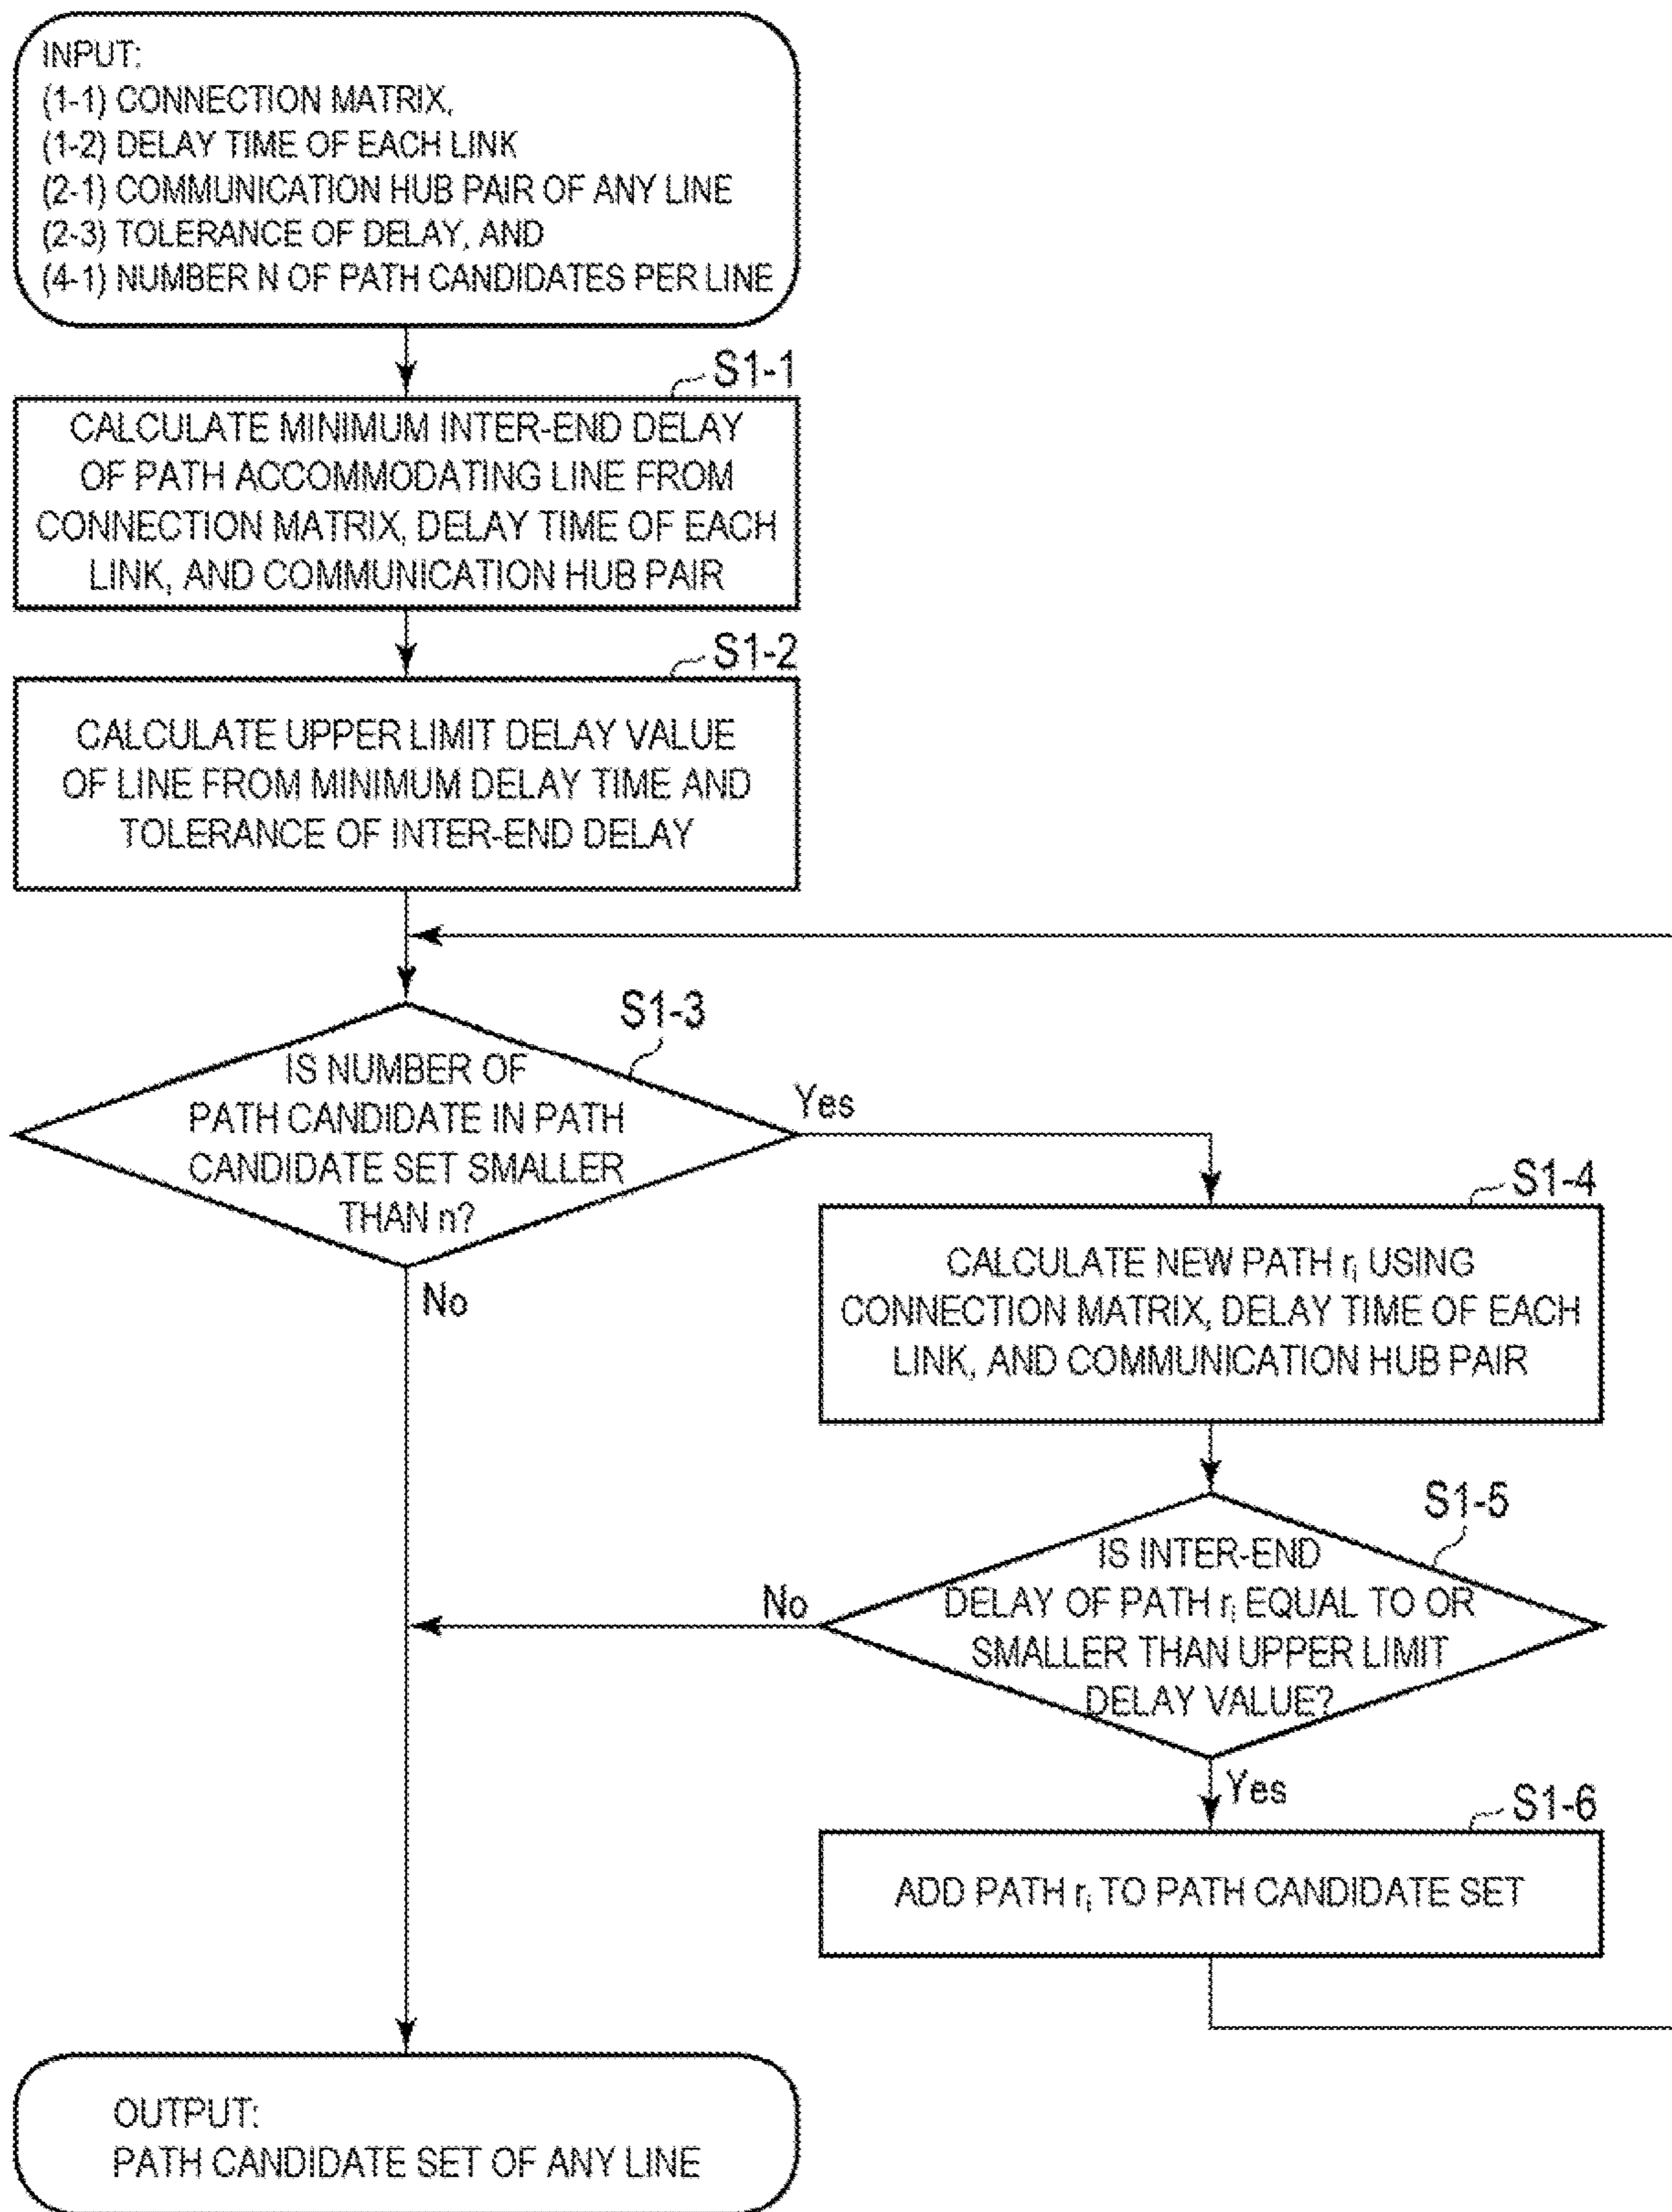 INPUT:
(1-1) CONNECTION MATRIX,
(1-2) DELAY TIME OF EACH LINK
(2-1) COMMUNICATION HUB PAIR OF ANY LINE
(2-3) TOLERANCE OF DELAY, AND
(4-1) NUMBER N OF PATH CANDIDATES PER LINE
S1-1
CALCULATE MINIMUM INTER-END DELAY
OF PATH ACCOMMODATING LINE FROM
CONNECTION MATRIX, DELAY TIME OF EACH
LINK, AND COMMUNICATION HUB PAIR
S1-2
CALCULATE UPPER LIMIT DELAY VALUE
OF LINE FROM MINIMUM DELAY TIME AND
TOLERANCE OF INTER-END DELAY
S1-3
IS NUMBER OF
PATH CANDIDATE IN PATH
CANDIDATE SET SMALLER
THAN n?
Yes
No
S1-4
CALCULATE NEW PATH rᵢ USING
CONNECTION MATRIX, DELAY TIME OF EACH
LINK, AND COMMUNICATION HUB PAIR
S1-5
IS INTER-END
DELAY OF PATH rᵢ EQUAL TO OR
SMALLER THAN UPPER LIMIT
DELAY VALUE?
No
Yes
S1-6
ADD PATH rᵢ TO PATH CANDIDATE SET
OUTPUT:
PATH CANDIDATE SET OF ANY LINE